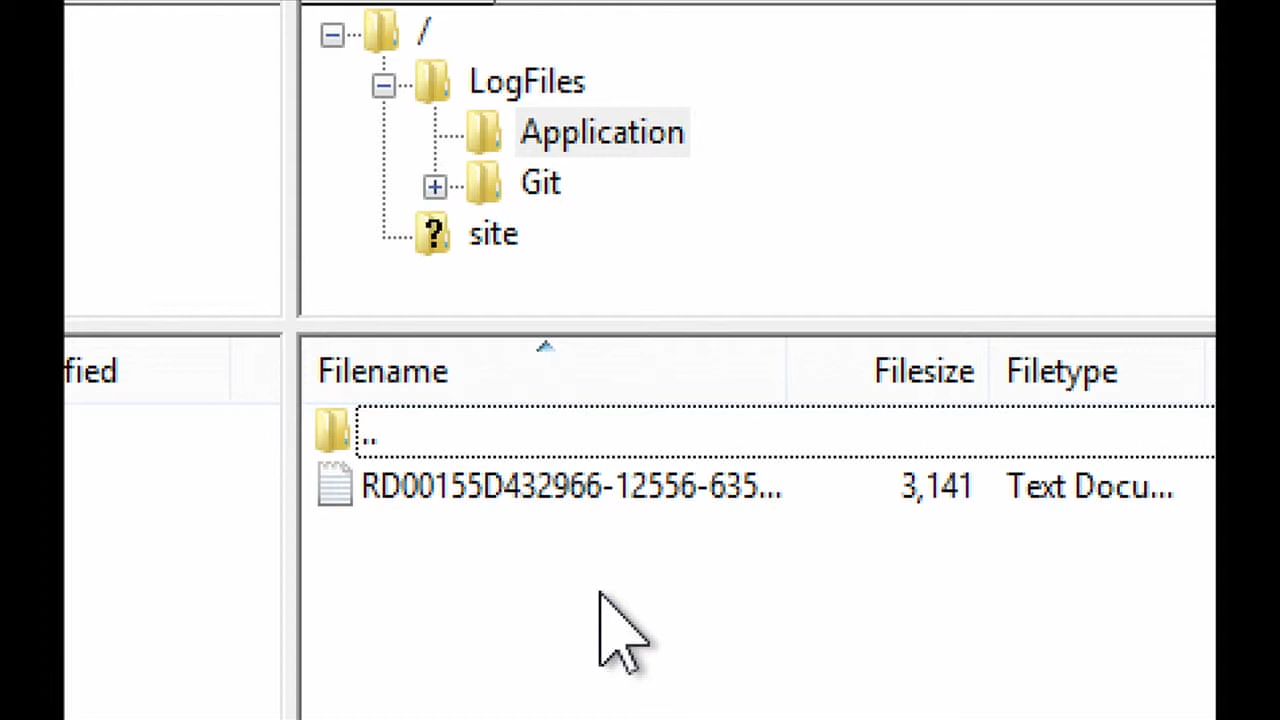 /
LogFiles
Application
Git
? site
fied Filename Filesize Filetype
..
RD00155D432966-12556-635... 3,141 Text Docu...